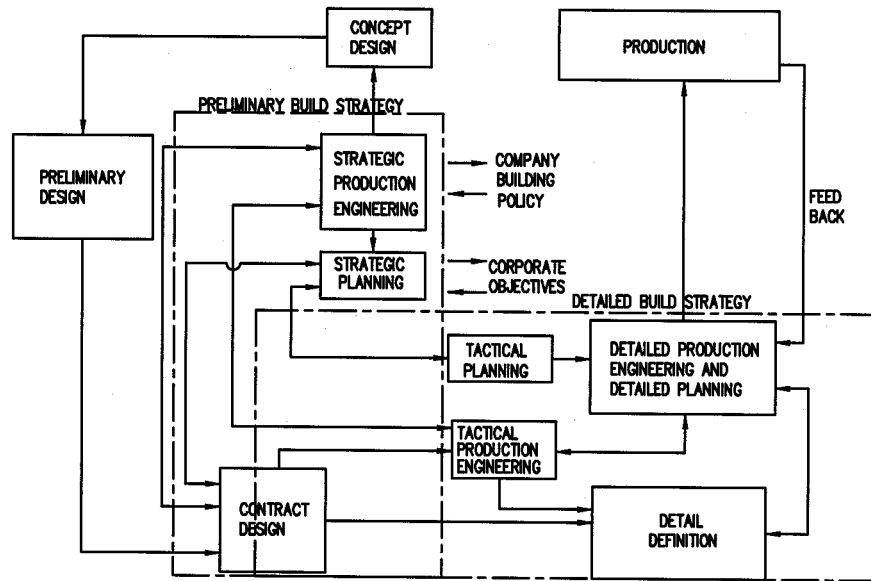 CONCEPT
DESIGN
PRODUCTION
PRELIMINARY BUILD STRATEGY
PRELIMINARY
DESIGN
STRATEGIC
PRODUCTION
ENGINEERING
COMPANY
BUILDING
POLICY
FEED
BACK
STRATEGIC
PLANNING
CORPORATE
OBJECTIVES
DETAILED BUILD STRATEGY
TACTICAL
PLANNING
DETAILED PRODUCTION
ENGINEERING AND
DETAILED PLANNING
TACTICAL
PRODUCTION
ENGINEERING
CONTRACT
DESIGN
DETAIL
DEFINITION